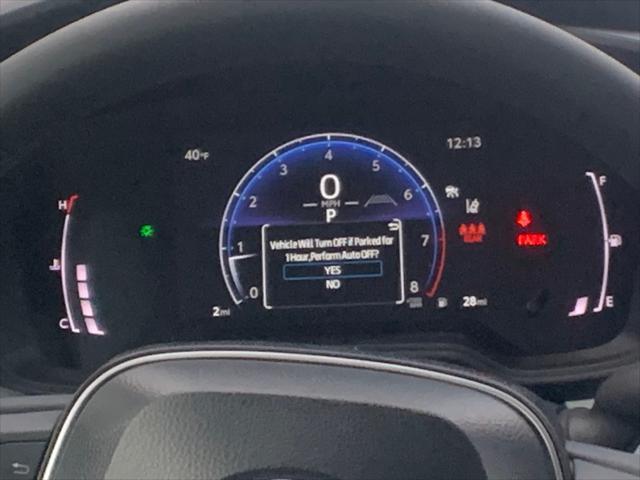 40°F
12:13
4
3
5
0
MPH
2
6
P
H
F
Vehicle Will Turn OFF if Parked for
1 Hour, Perform Auto OFF?
YES
NO
1
7
REAR
PARK
0
8
C
E
2mi
28mi